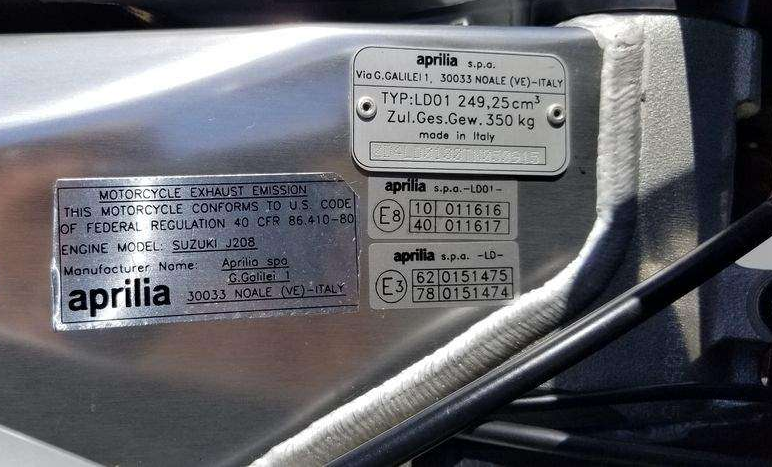 aprilia s.p.a.
Via G.GALILEI 1, 30033 NOALE (VE)-ITALY
TYP:LD01 249,25cm³
Zul.Ges.Gew. 350 kg
made in Italy
aprilia s.p.a.-LD01-
E8 10 011616
40 011617
aprilia s.p.a. -LD-
E3 62 0151475
78 0151474
MOTORCYCLE EXHAUST EMISSION
THIS MOTORCYCLE CONFORMS TO U.S. CODE
OF FEDERAL REGULATION 40 CFR 86.410-80
ENGINE MODEL: SUZUKI J208
Manufacturer Name: Aprilia spa
G.Galilei 1
aprilia 30033 NOALE (VE)-ITALY